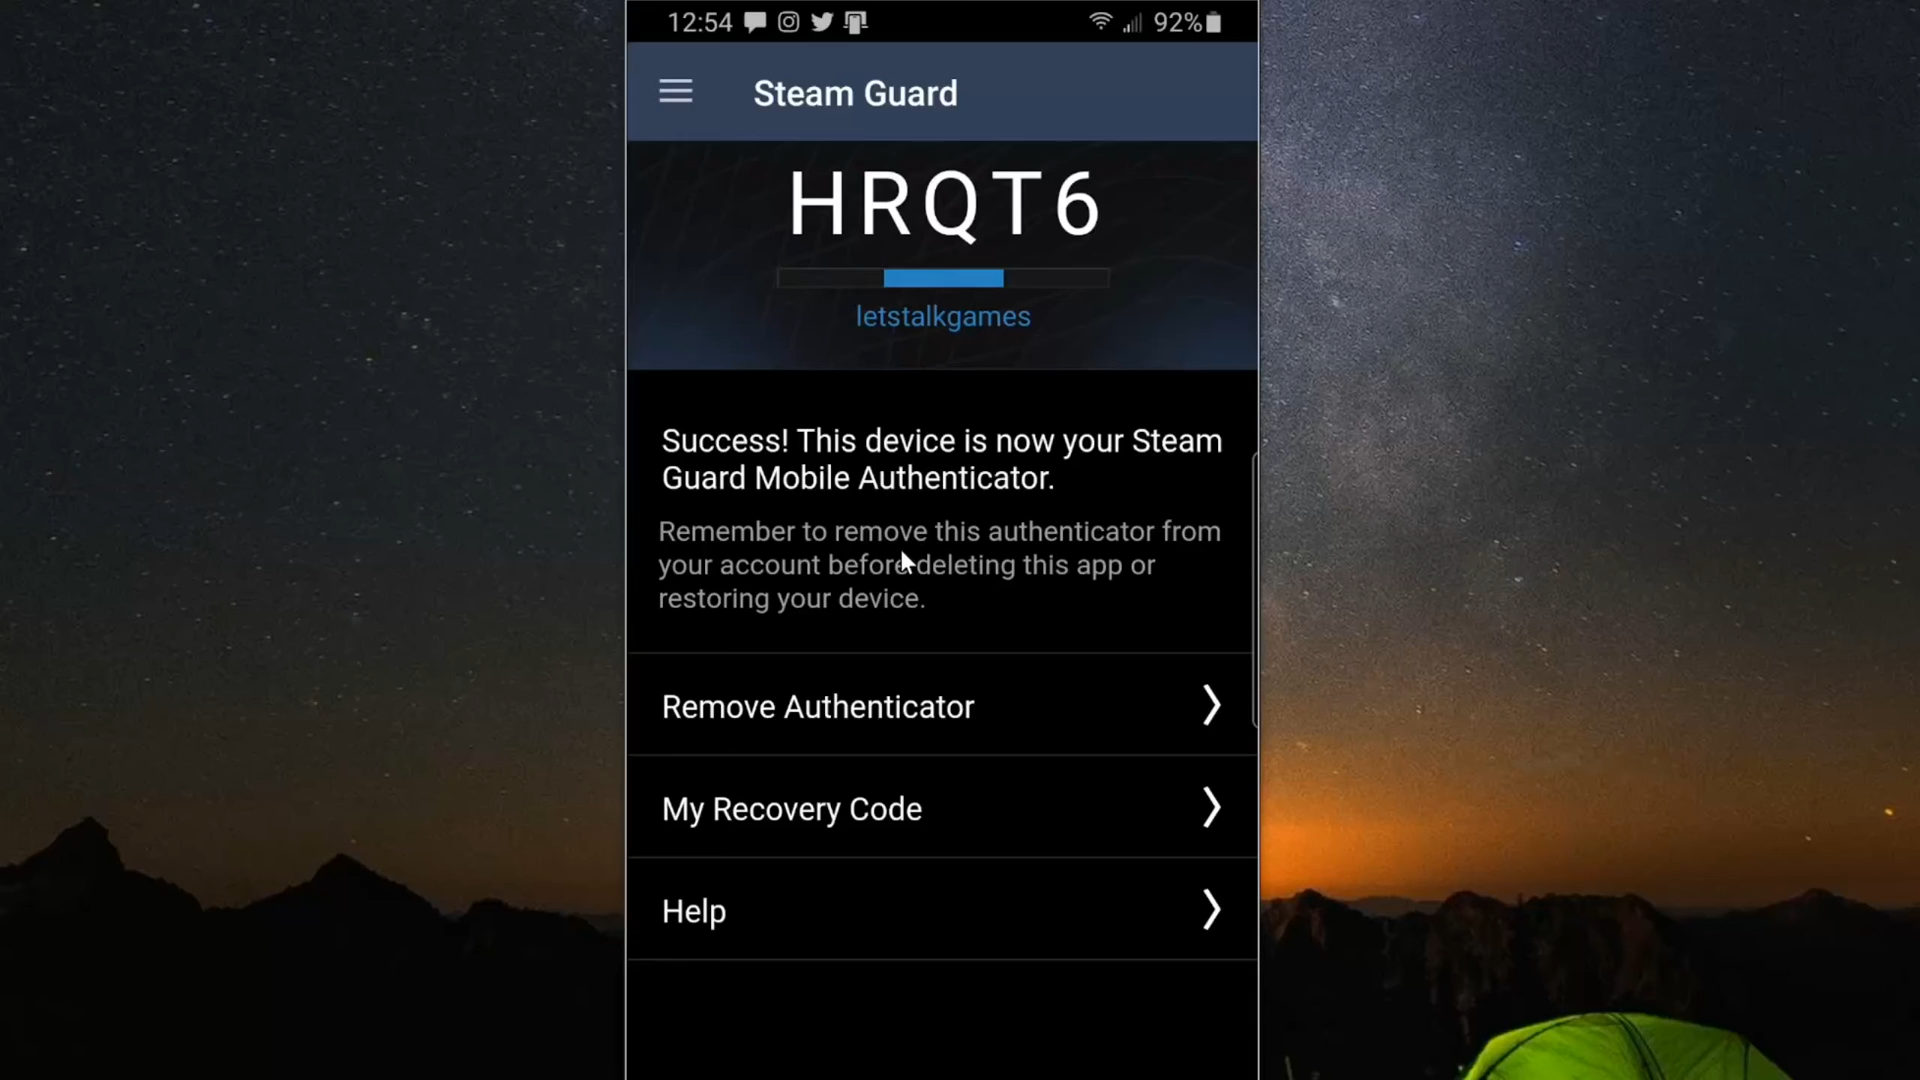 12:54 92%
Steam Guard
HRQT6
letstalkgames
Success! This device is now your Steam
Guard Mobile Authenticator.
Remember to remove this authenticator from
your account before deleting this app or
restoring your device.
Remove Authenticator
My Recovery Code
Help